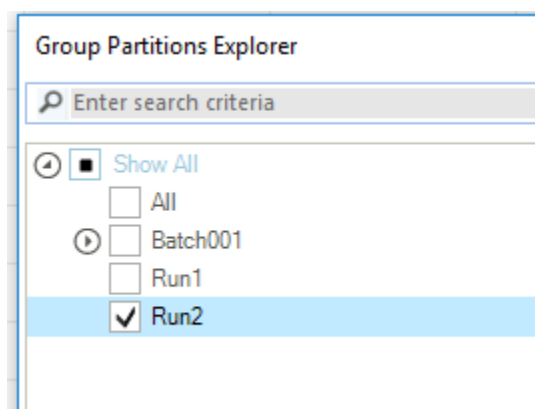 Group Partitions Explorer
Enter search criteria
Show All
All
Batch001
Run1
Run2